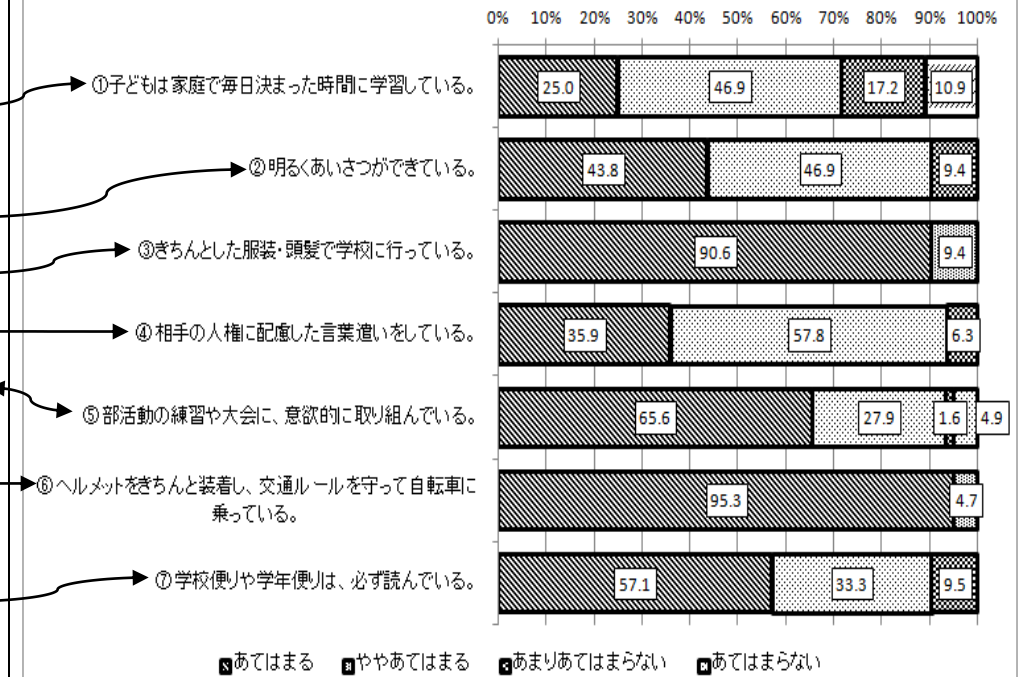 0% 10% 20% 30% 40% 50% 60% 70% 80% 90% 100%
①子どもは家庭で毎日決まった時間に学習している。
25.0 46.9 17.2 10.9
②明るくあいさつができている。
43.8 46.9 9.4
③きちんとした服装・頭髪で学校に行っている。
90.6 9.4
④相手の人権に配慮した言葉遣いをしている。
35.9 57.8 6.3
⑤部活動の練習や大会に、意欲的に取り組んでいる。
65.6 27.9 1.6 4.9
⑥ヘルメットをきちんと装着し、交通ルールを守って自転車に
乗っている。
95.3 4.7
⑦学校便りや学年便りは、必ず読んでいる。
57.1 33.3 9.5
あてはまる ややあてはまる あまりあてはまらない あてはまらない